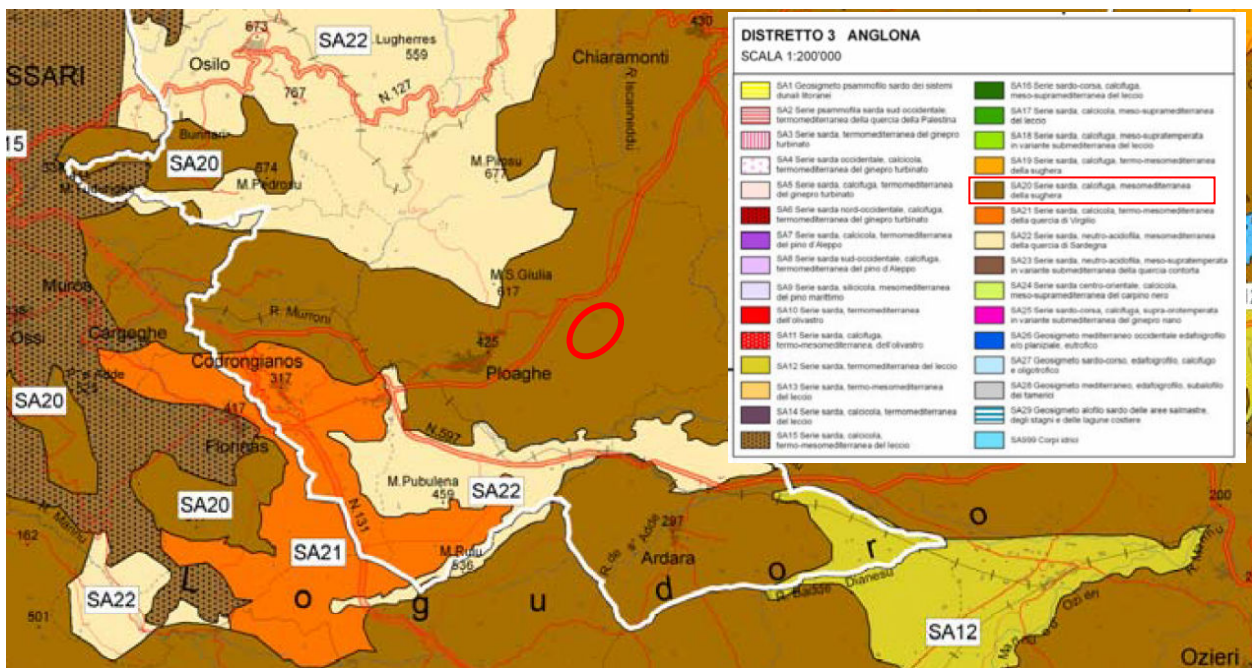 673
SA22
.Lugherres
559
430
SSARI
Osilo
Chiaramonti
N.127
767
R.Iscanneiddu
15
Bunnari
SA20
M.Pirosu
677
674
M.Pedrosu
M.S.Giulia
617
Muros
R. Murroni
Cargeghe
425
Ploaghe
Oss
Codrongianos
317
SA20
417
N.597
Florinas
M.Pubulena
459
SA22
SA20
N.131
R. Mannu
162
SA21
297
Ardara
R. de s' Adde
M.Rulu
536
SA22
501
L o g u d o r o
R. Badde Dianesu
200
SA12
Ozieri
DISTRETTO 3 ANGLONA
SCALA 1:200'000
SA1 Geosigmeto psammofilo sardo dei sistemi
dunali littoranei
SA2 Serie psammofila sarda sud occidentale,
termomediterranea della quercia della Palestina
SA3 Serie sarda, termomediterranea del ginepro
turbinato
SA4 Serie sarda occidentale, calcicola,
termomediterranea del ginepro turbinato
SA5 Serie sarda, calcifuga, termomediterranea
del ginepro turbinato
SA6 Serie sarda nord-occidentale, calcifuga,
termomediterranea del ginepro turbinato
SA7 Serie sarda, calcicola, termomediterranea
del pino d'Aleppo
SA8 Serie sarda sud-occidentale, calcifuga,
termomediterranea del pino d'Aleppo
SA9 Serie sarda, silicicola, mesomediterranea
del pino marittimo
SA10 Serie sarda, termomediterranea
dell'olivastro
SA11 Serie sarda, calcifuga,
termo-mesomediterranea, dell'olivastro
SA12 Serie sarda, termomediterranea del leccio
SA13 Serie sarda, termo-mesomediterranea
del leccio
SA14 Serie sarda, calcicola, termomediterranea
del leccio
SA15 Serie sarda, calcicola,
termo-mesomediterranea del leccio
SA16 Serie sardo-corsa, calcifuga,
meso-supramediterranea del leccio
SA17 Serie sarda, calcicola, meso-supramediterranea
del leccio
SA18 Serie sarda, calcifuga, meso-supratemperata
in variante submediterranea del leccio
SA19 Serie sarda, calcifuga, termo-mesomediterranea
della sughera
SA20 Serie sarda, calcifuga, mesomediterranea
della sughera
SA21 Serie sarda, calcicola, termo-mesomediterranea
della quercia di Virgilio
SA22 Serie sarda, neutro-acidofila, mesomediterranea
della quercia di Sardegna
SA23 Serie sarda, neutro-acidofila, meso-supratemperata
in variante submediterranea della quercia contorta
SA24 Serie sarda centro-orientale, calcicola,
meso-supramediterranea del carpino nero
SA25 Serie sardo-corsa, calcifuga, supra-orotemperata
in variante submediterranea del ginepro nano
SA26 Geosigmeto mediterraneo occidentale edafoigrofilo
e/o planiziale, eutrofico
SA27 Geosigmeto sardo-corso, edafoigrofilo, calcifugo
e oligotrofico
SA28 Geosigmeto mediterraneo, edafoigrofilo, subalofilo
dei tamerici
SA29 Geosigmeto alofilo sardo delle aree salmastre,
degli stagni e delle lagune costiere
SA999 Corpi idrici